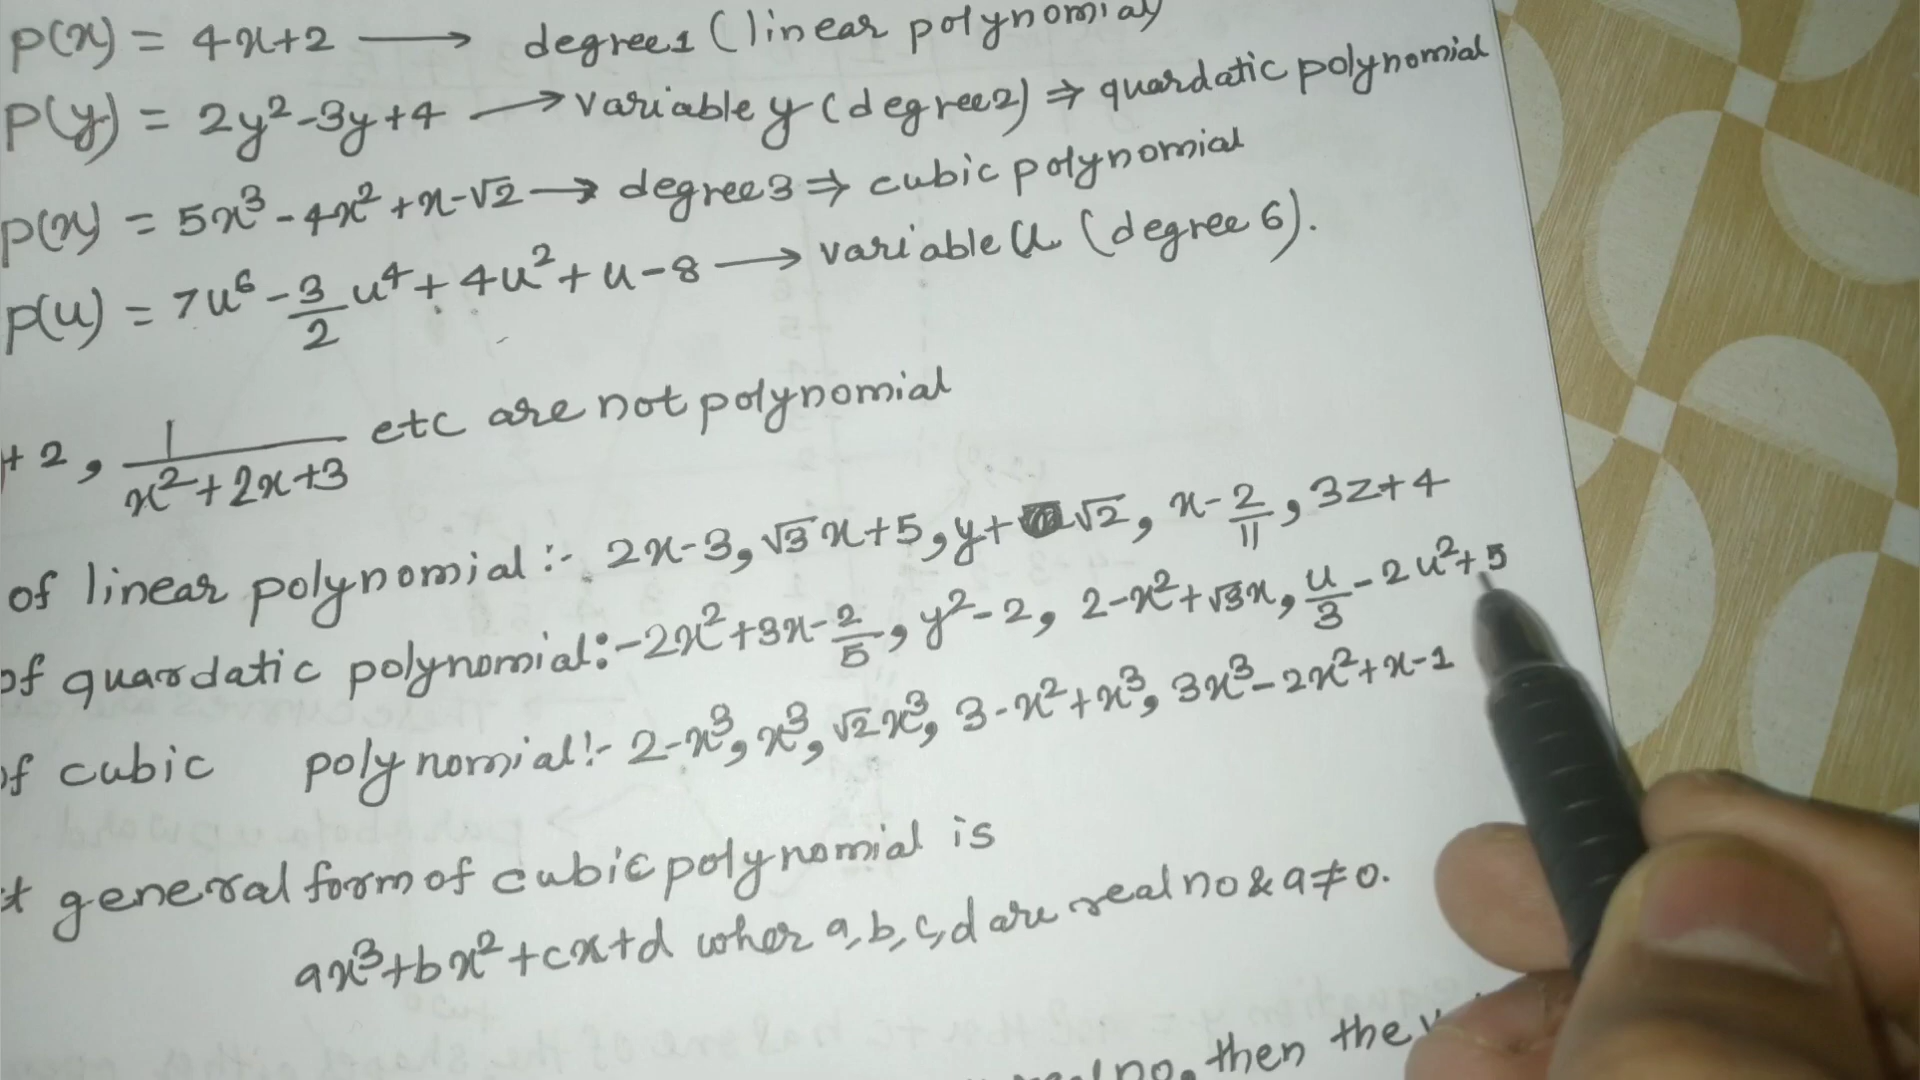 p(x) = 4x+2 → degree1 (linear polynomial)
p(y) = 2y²-3y+4 → variable y (degree2) ⇒ quardatic polynomial
p(x) = 5x³-4x²+x-√2 → degree3 ⇒ cubic polynomial
p(u) = 7u⁶-3/2u⁴+4u²+u-8 → variable u (degree 6).
+2, 1/x²+2x+3 etc are not polynomial
of linear polynomial :- 2x-3, √3x+5, y+√2, x-2/11, 3z+4
of quardatic polynomial:- 2x²+3x-2/5, y²-2, 2-x²+√3x, u/3-2u²+5
of cubic polynomial:- 2-x³, x³, √2x³, 3-x²+x³, 3x³-2x²+x-1
general form of cubic polynomial is
ax³+bx²+cx+d wher a,b,c,d are real no & a≠0.
no, then the